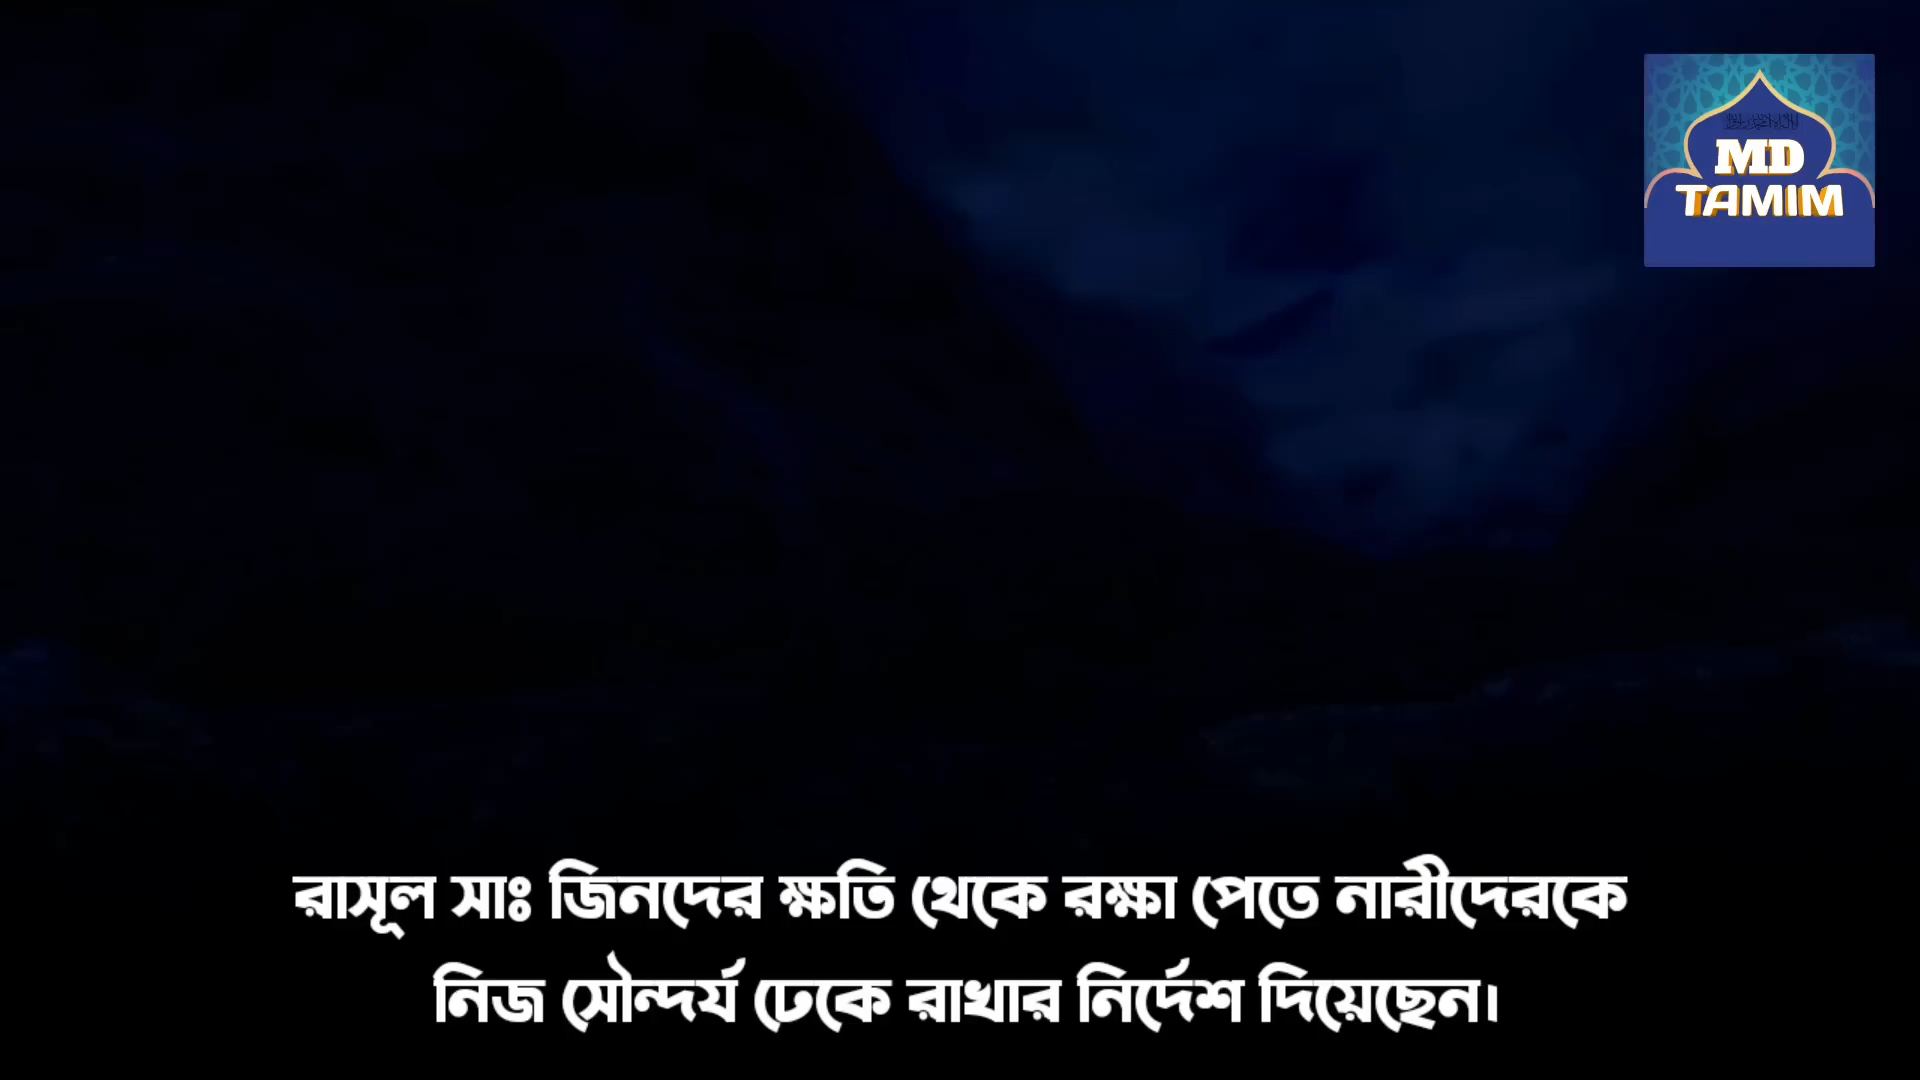 MD
TAMIM
রাসূল সাঃ জিনদের ক্ষতি থেকে রক্ষা পেতে নারীদেরকে
নিজ সৌন্দর্য ঢেকে রাখার নির্দেশ দিয়েছেন।